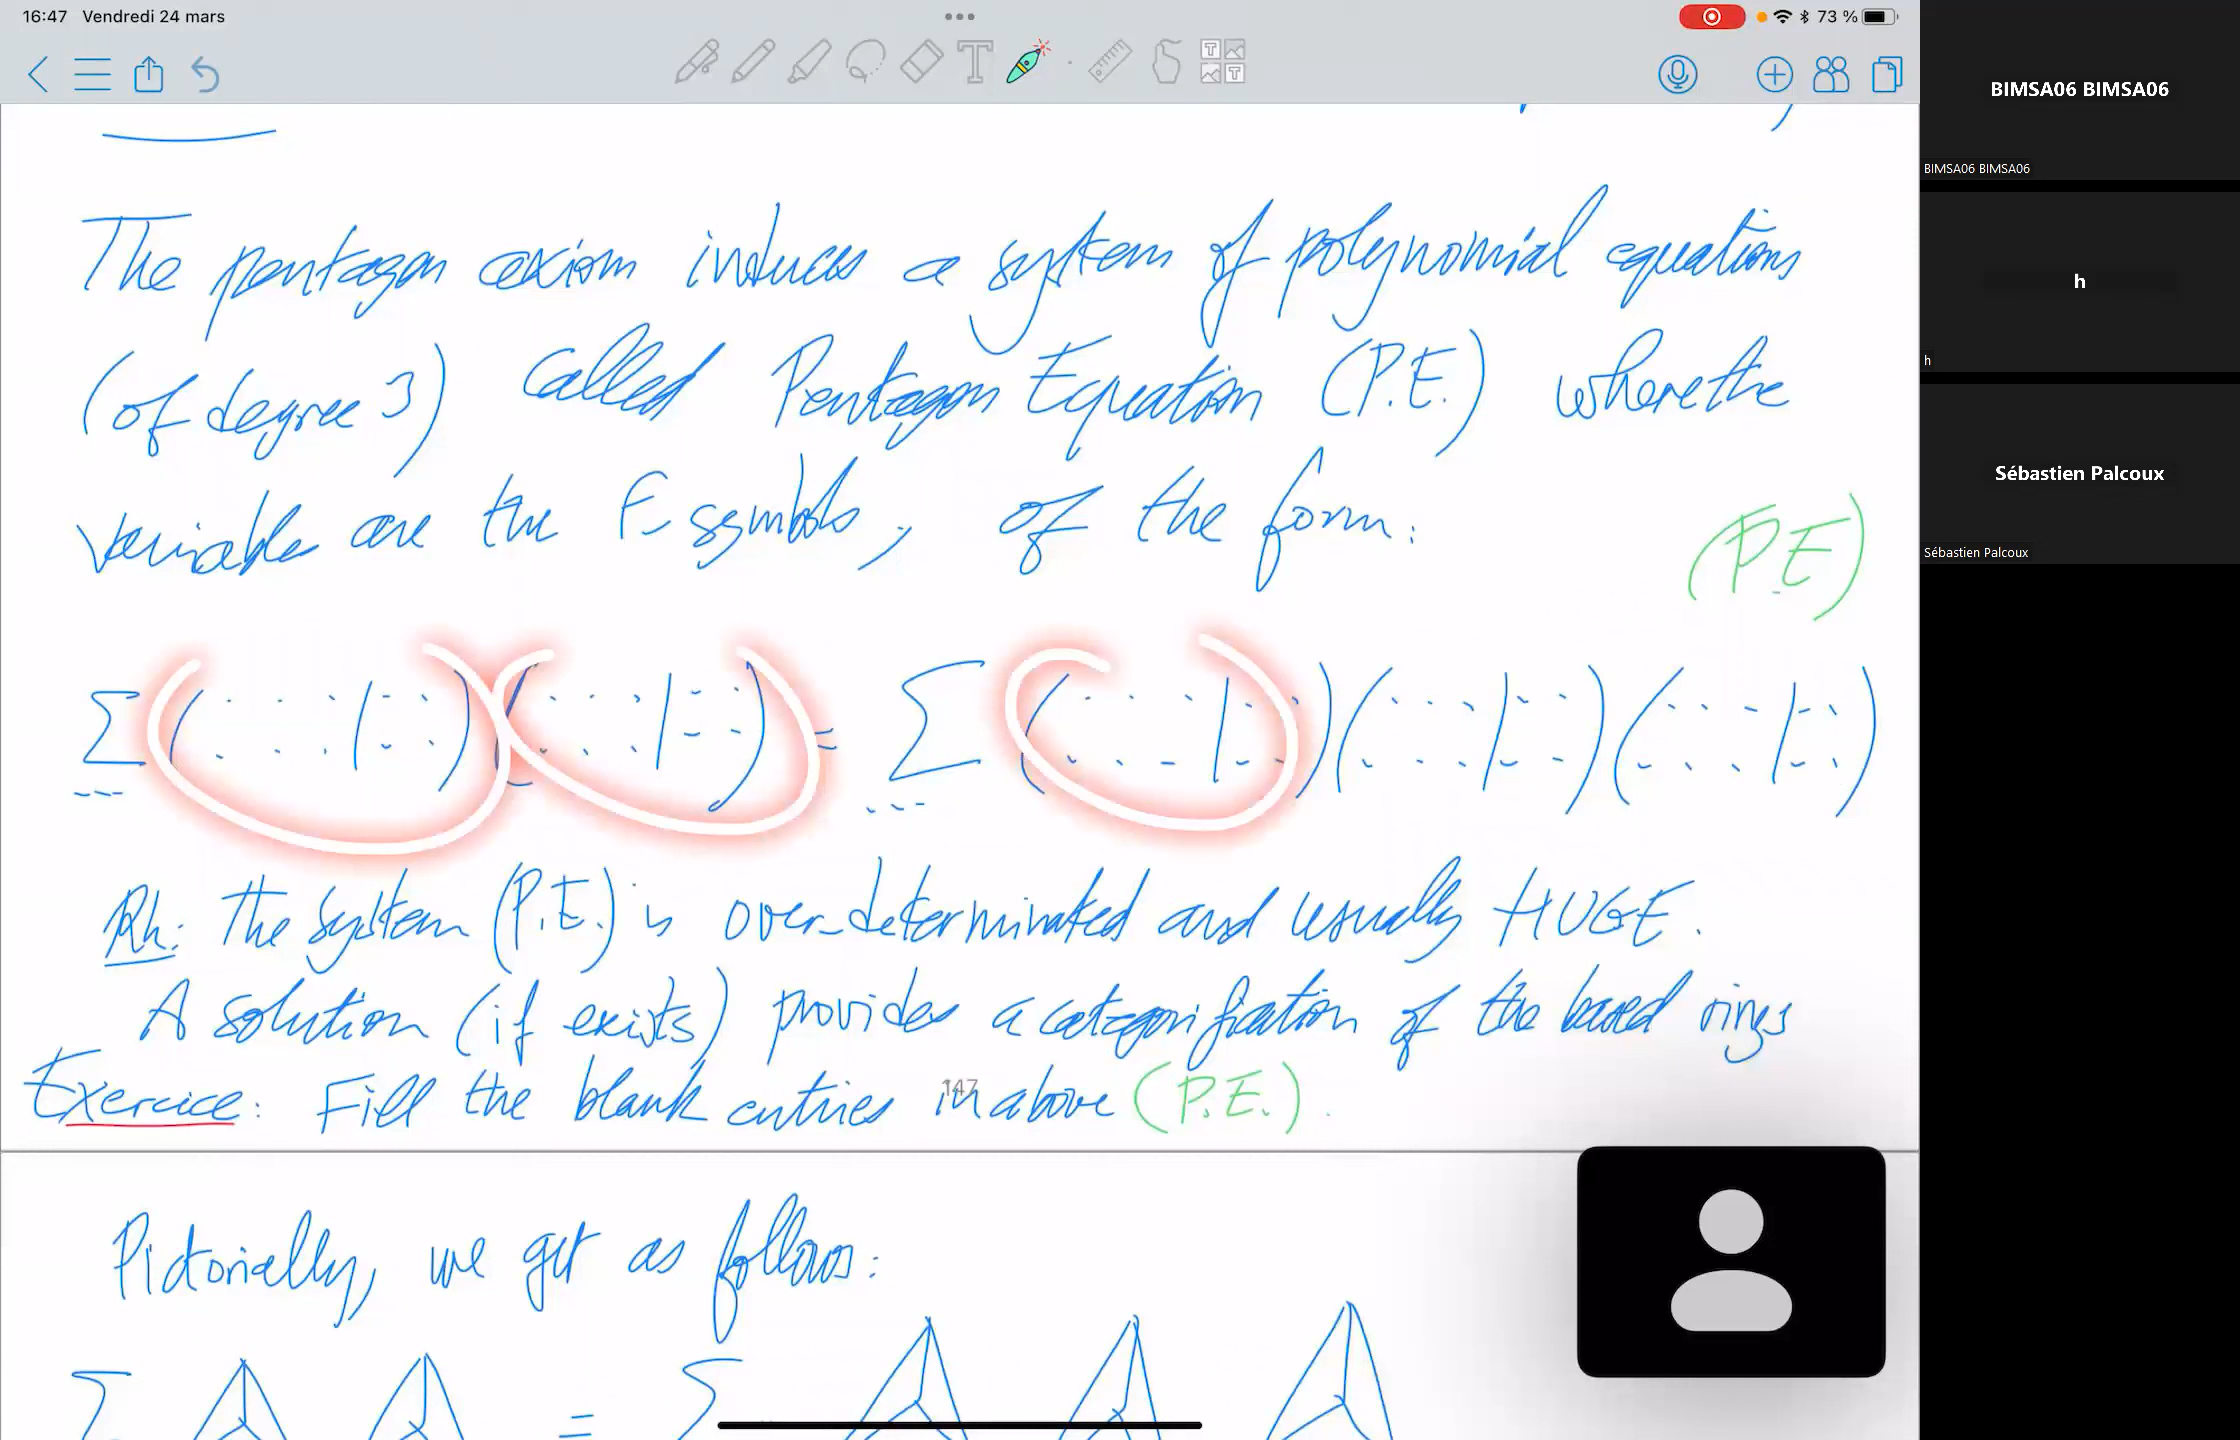 16:47 Vendredi 24 mars
73 %
BIMSA06 BIMSA06
BIMSA06 BIMSA06
h
h
Sébastien Palcoux
Sébastien Palcoux
The pentagon axiom induces a system of polynomial equations
(of degree 3) called Pentagon Equation (P.E.) where the
variable are the F-symbols, of the form:
(P.E)
Σ ( | ) ( | ) = Σ ( | ) ( | ) ( | )
Rk: The system (P.E.) is over-determinated and usually HUGE.
A solution (if exists) provides a categorification of the based rings
Exercice: Fill the blank entries in above (P.E.).
147
Pictorially, we get as follows:
Σ = Σ